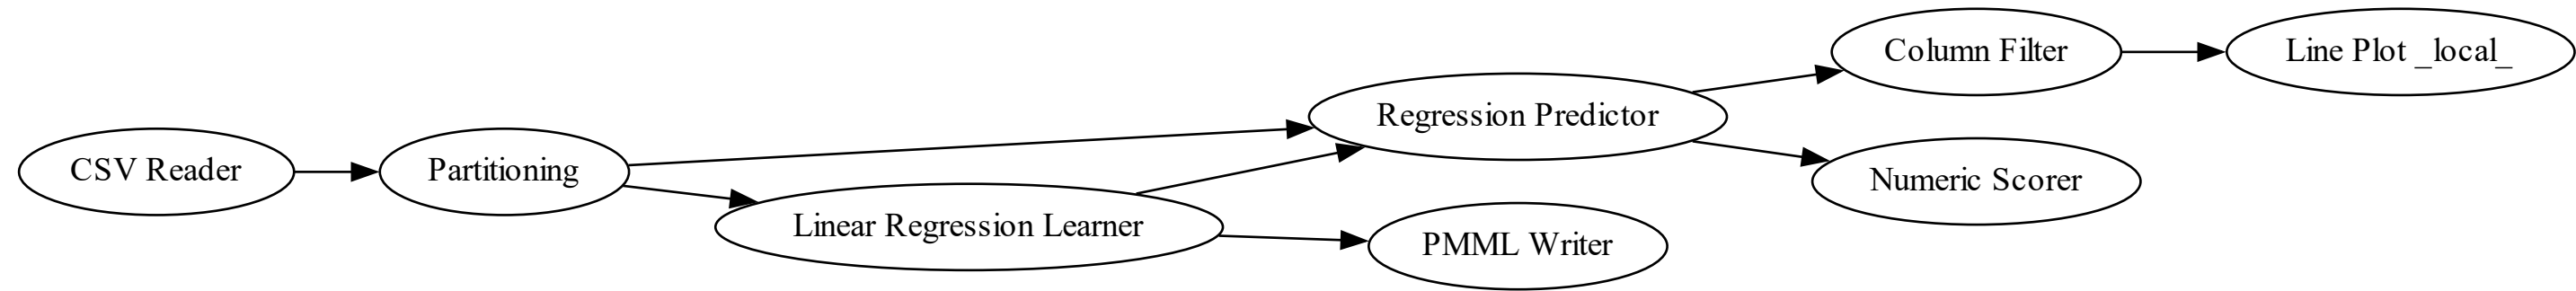 CSV Reader
Partitioning
Linear Regression Learner
Regression Predictor
PMML Writer
Column Filter
Numeric Scorer
Line Plot _local_